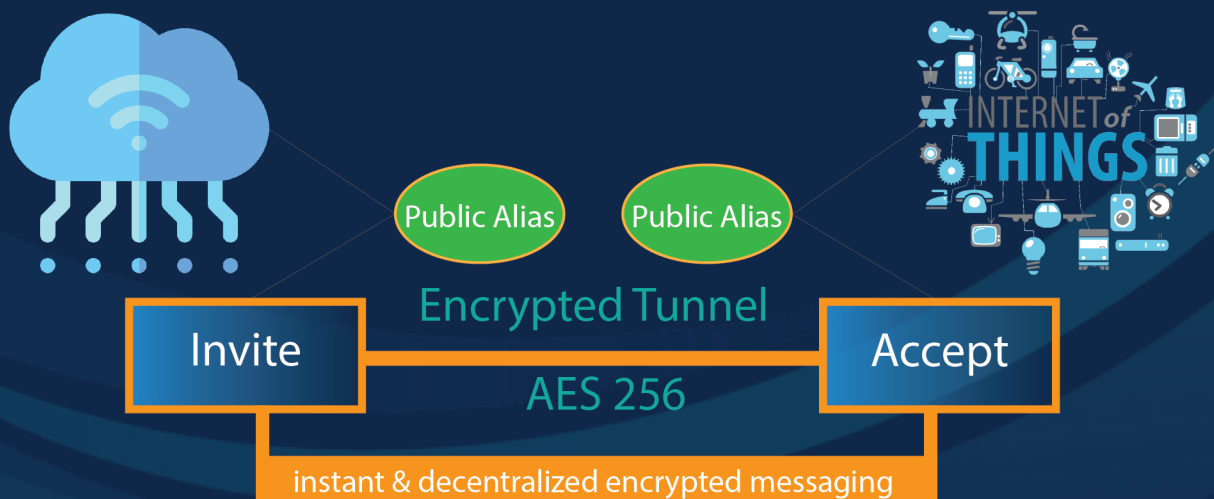 INTERNET of
THINGS
Public Alias
Public Alias
Encrypted Tunnel
Invite
Accept
AES 256
instant & decentralized encrypted messaging